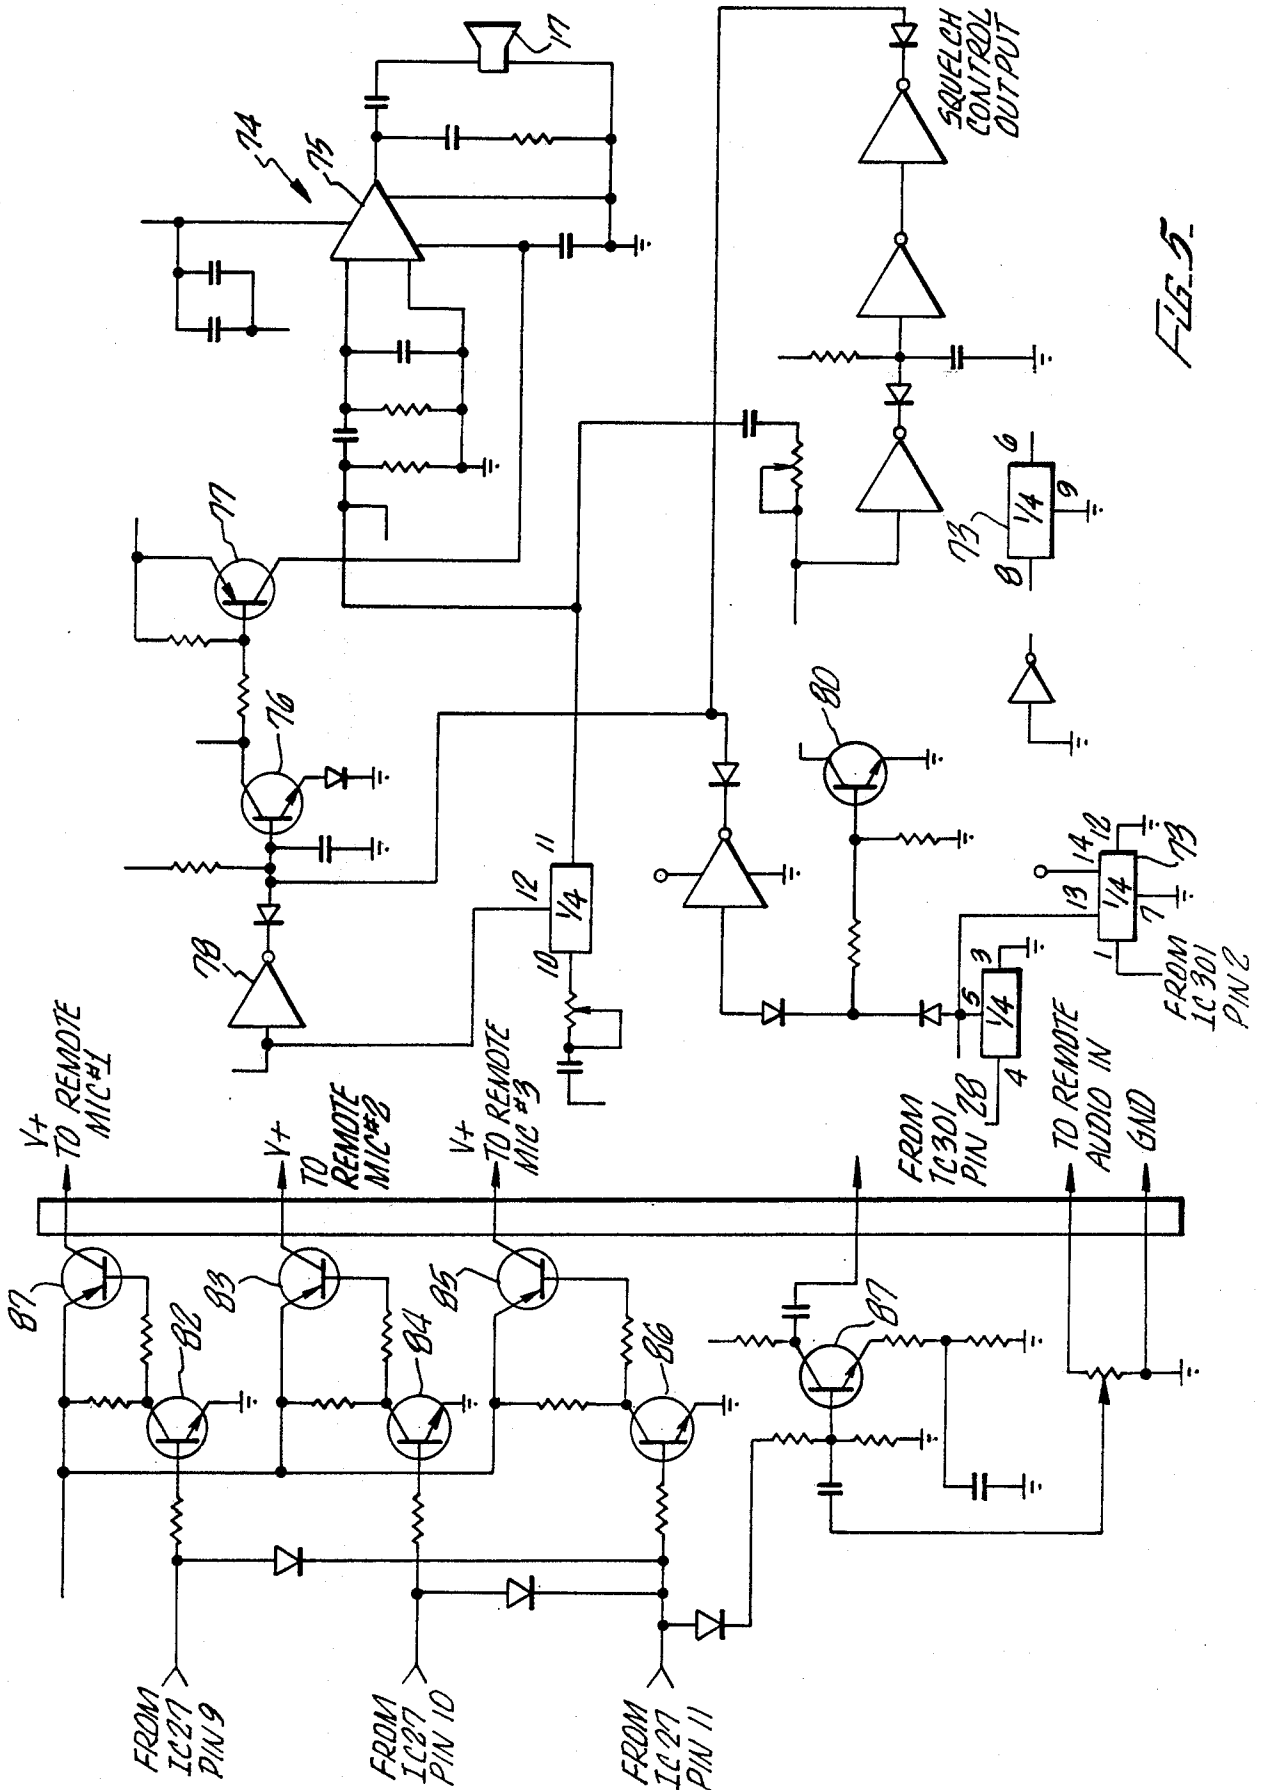 17
74
75
SQUELCH
CONTROL
OUTPUT
FIG. 5.
77
76
78
12
11
10
1/4
80
73
1/4
8
6
9
V+
TO REMOTE
MIC #1
V+
TO
REMOTE
MIC #2
V+
TO REMOTE
MIC #3
FROM
IC301
PIN 28
5
3
1/4
4
13
14
12
1/4
73
1
7
FROM
IC301
PIN 2
TO REMOTE
AUDIO IN
GND
87
82
83
84
85
86
87
FROM
IC27
PIN 9
FROM
IC27
PIN 10
FROM
IC27
PIN 11